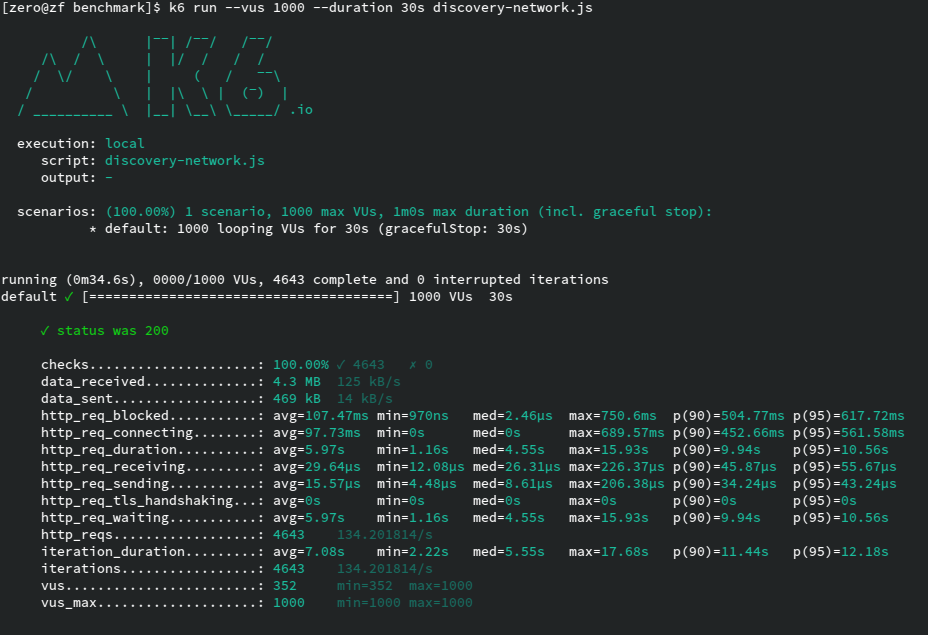 [zero@zf benchmark]$ k6 run --vus 1000 --duration 30s discovery-network.js
.io
execution: local
script: discovery-network.js
output: -
scenarios: (100.00%) 1 scenario, 1000 max VUs, 1m0s max duration (incl. graceful stop):
* default: 1000 looping VUs for 30s (gracefulStop: 30s)
running (0m34.6s), 0000/1000 VUs, 4643 complete and 0 interrupted iterations
default ✓ [======================================] 1000 VUs  30s
✓ status was 200
checks.....................: 100.00% ✓ 4643   ✗ 0
data_received..............: 4.3 MB  125 kB/s
data_sent..................: 469 kB  14 kB/s
http_req_blocked...........: avg=107.47ms min=970ns   med=2.46µs  max=750.6ms  p(90)=504.77ms p(95)=617.72ms
http_req_connecting........: avg=97.73ms  min=0s      med=0s      max=689.57ms p(90)=452.66ms p(95)=561.58ms
http_req_duration..........: avg=5.97s    min=1.16s   med=4.55s   max=15.93s   p(90)=9.94s    p(95)=10.56s
http_req_receiving.........: avg=29.64µs  min=12.08µs med=26.31µs max=226.37µs p(90)=45.87µs  p(95)=55.67µs
http_req_sending...........: avg=15.57µs  min=4.48µs  med=8.61µs  max=206.38µs p(90)=34.24µs  p(95)=43.24µs
http_req_tls_handshaking...: avg=0s       min=0s      med=0s      max=0s       p(90)=0s       p(95)=0s
http_req_waiting...........: avg=5.97s    min=1.16s   med=4.55s   max=15.93s   p(90)=9.94s    p(95)=10.56s
http_reqs..................: 4643    134.201814/s
iteration_duration.........: avg=7.08s    min=2.22s   med=5.55s   max=17.68s   p(90)=11.44s   p(95)=12.18s
iterations.................: 4643    134.201814/s
vus........................: 352     min=352  max=1000
vus_max....................: 1000    min=1000 max=1000